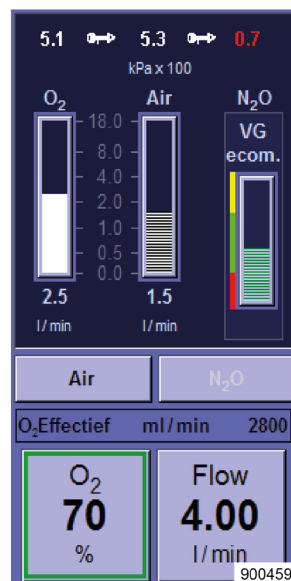 5.1 5.3 0.7
kPa x 100
O₂ Air N₂O
VG
ecom.
18.0
8.0
4.0
2.0
1.0
0.5
0.0
2.5 1.5
l/min l/min
Air N₂O
O₂Effectief ml/min 2800
O₂ Flow
70 4.00
% l/min
900459